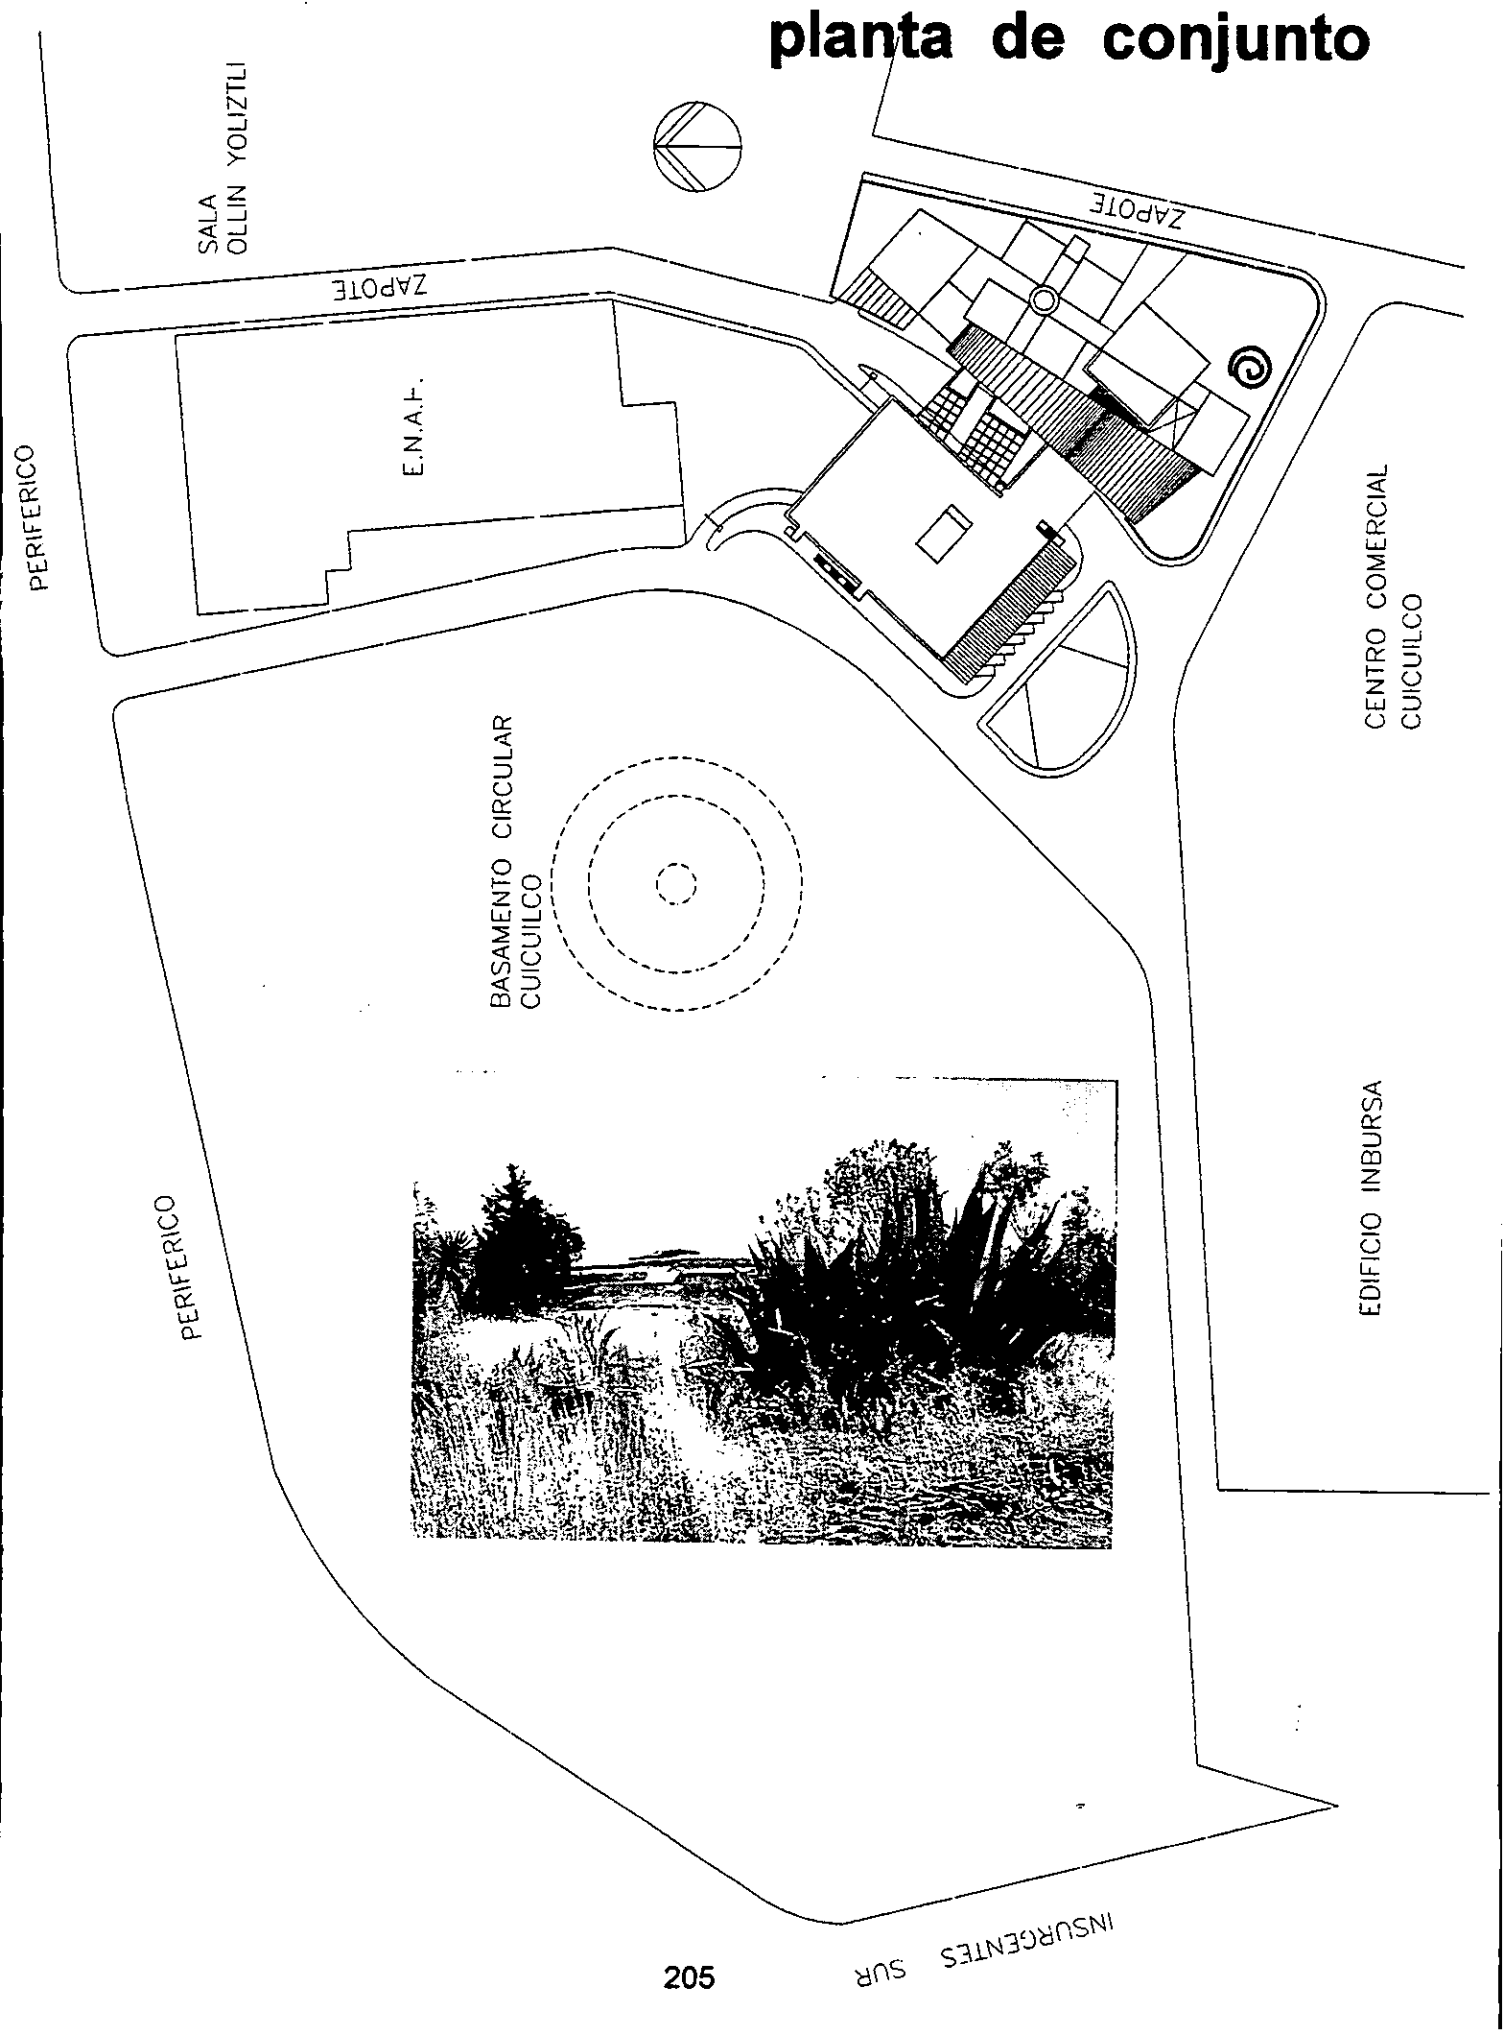 planta de conjunto
SALA
OLLIN YOLIZTLI
ZAPOTE
ZAPOTE
PERIFERICO
E.N.A.H.
CENTRO COMERCIAL
CUICUILCO
BASAMENTO CIRCULAR
CUICUILCO
PERIFERICO
EDIFICIO INBURSA
INSURGENTES SUR
205